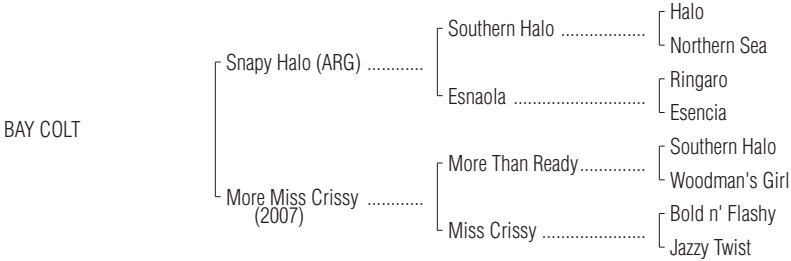 Halo
Southern Halo ..................
Northern Sea
Snapy Halo (ARG) ............
Ringaro
Esnaola ............................
Esencia
BAY COLT
Southern Halo
More Than Ready..............
Woodman's Girl
More Miss Crissy ............
(2007)
Bold n' Flashy
Miss Crissy ......................
Jazzy Twist